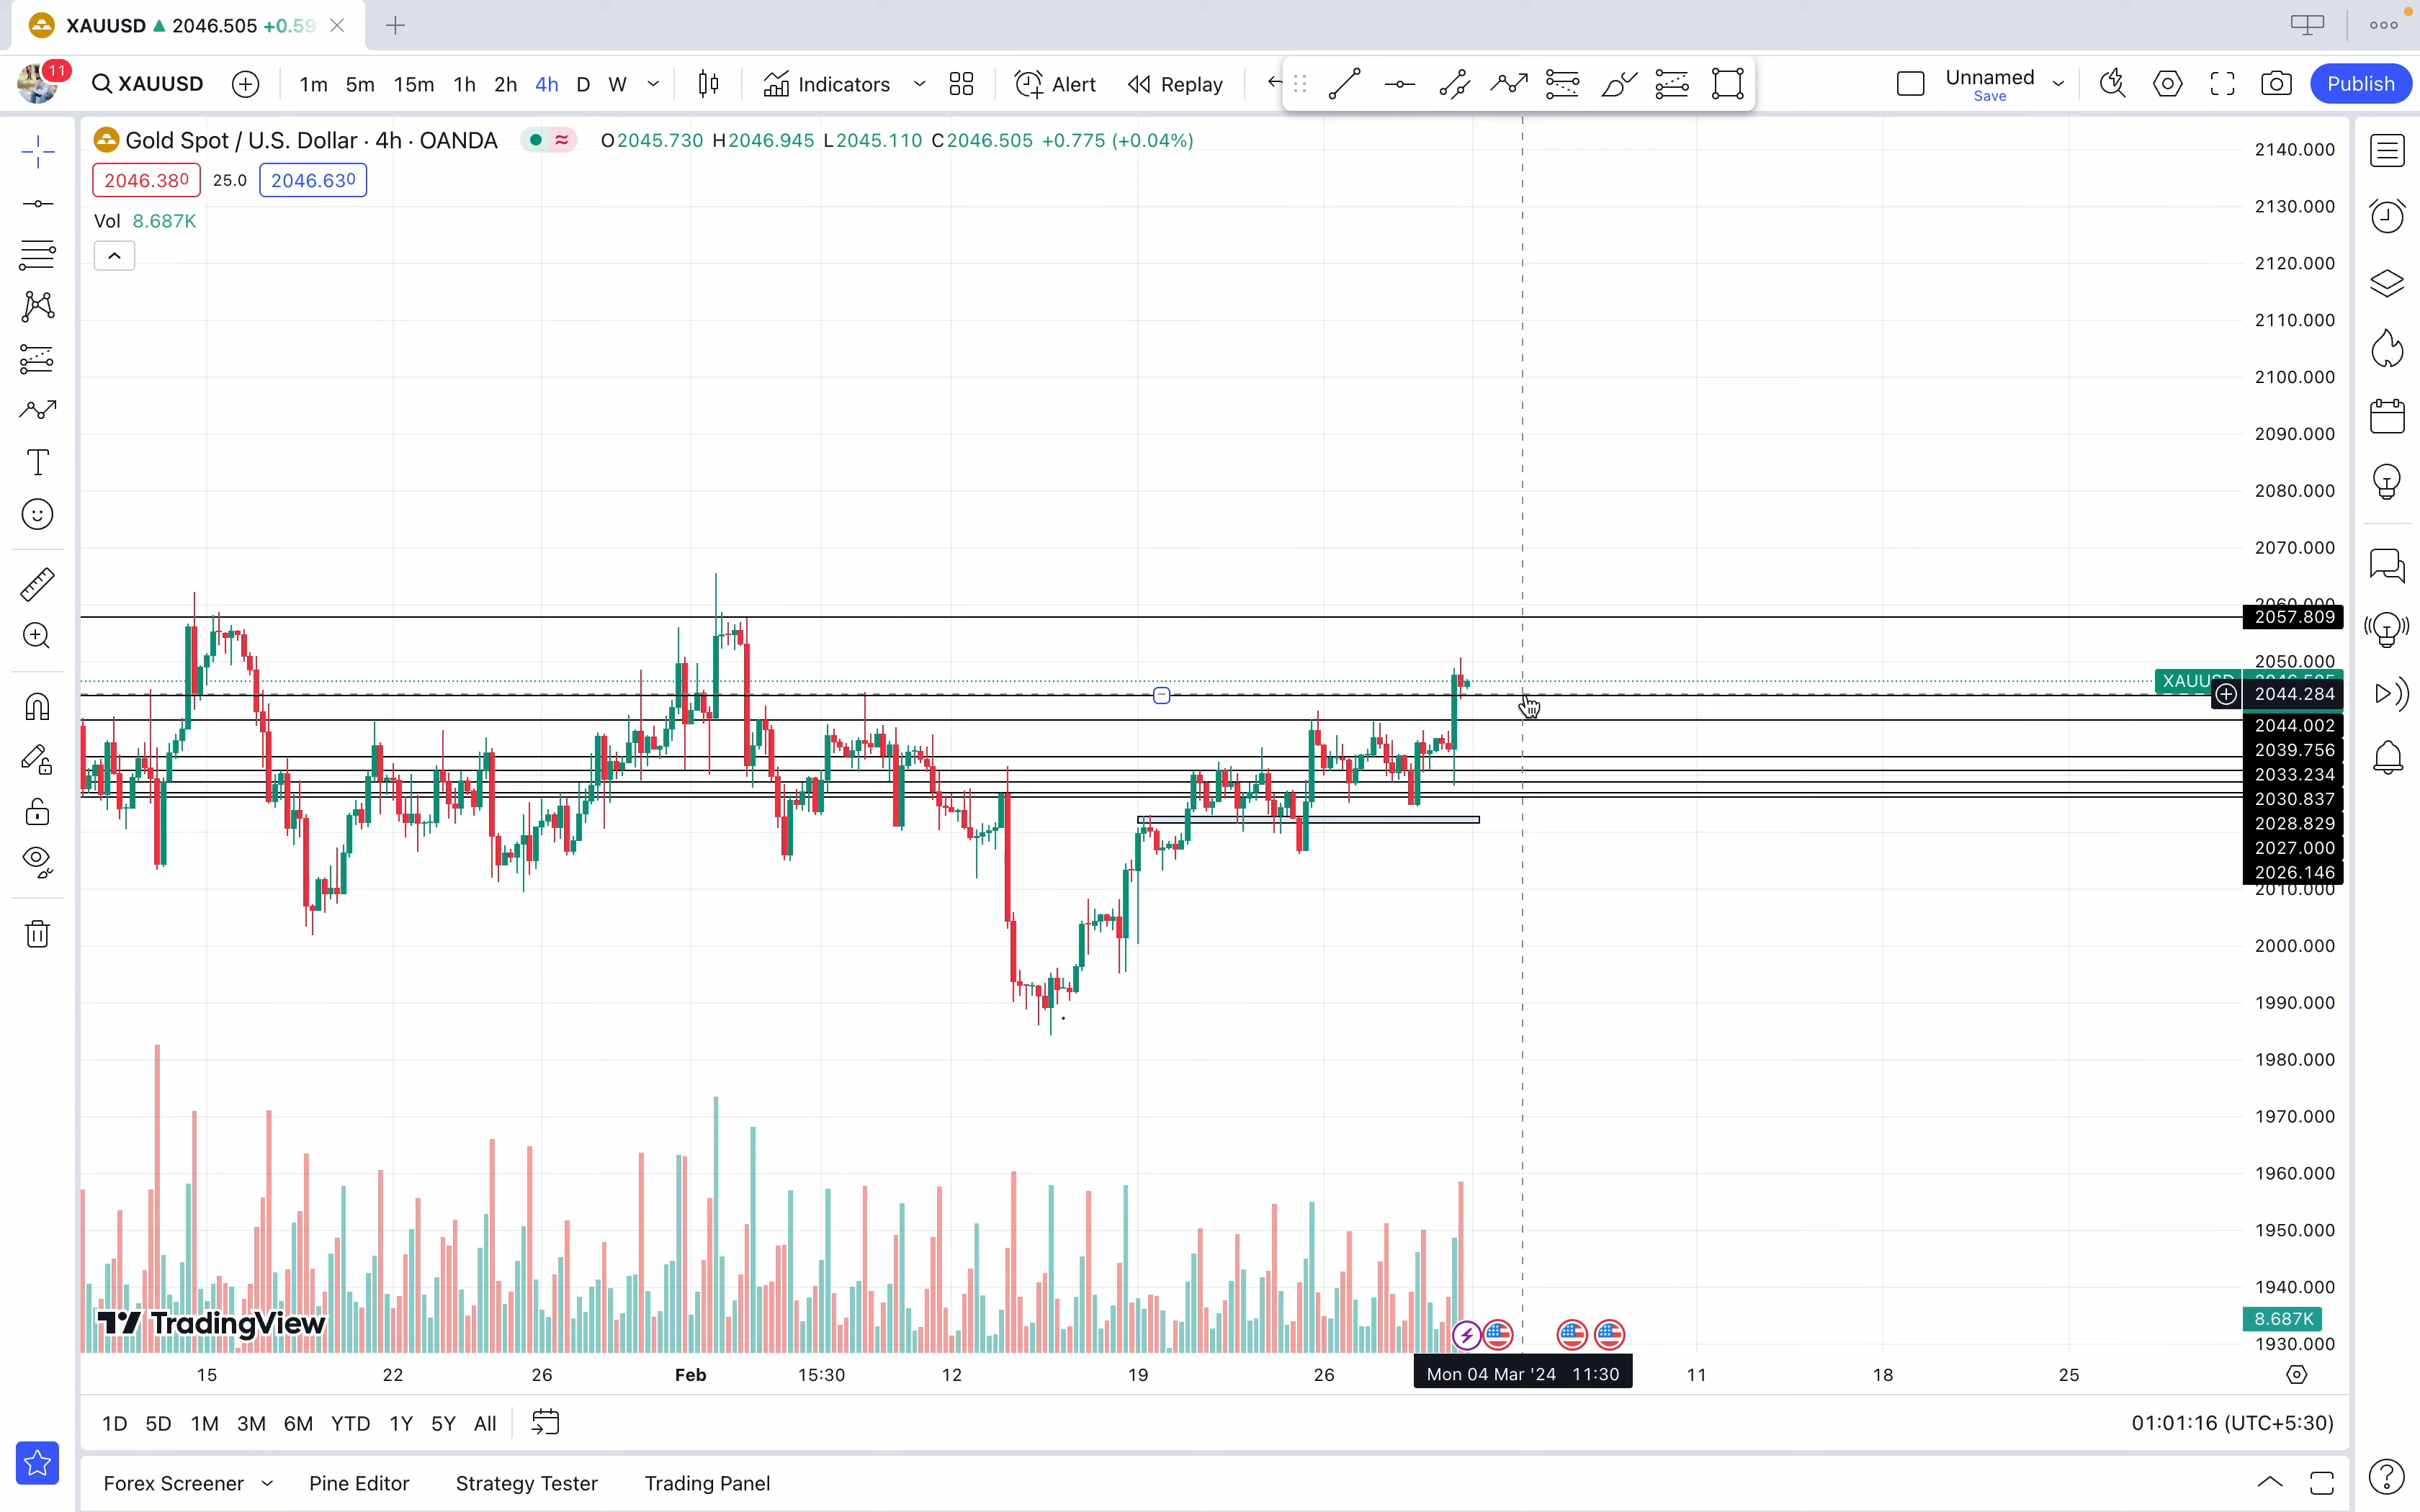 XAUUSD ▲ 2046.505 +0.59
11
XAUUSD 1m 5m 15m 1h 2h 4h D W Indicators Alert Replay Unnamed Publish
Save
Gold Spot / U.S. Dollar · 4h · OANDA O2045.730 H2046.945 L2045.110 C2046.505 +0.775 (+0.04%)
2046.380 25.0 2046.630
Vol 8.687K
2140.000
2130.000
2120.000
2110.000
2100.000
2090.000
2080.000
2070.000
2060.000
2057.809
2050.000
XAUUSD 2046.505
2044.284
2044.002
2039.756
2033.234
2030.837
2028.829
2027.000
2026.146
2010.000
2000.000
1990.000
1980.000
1970.000
1960.000
1950.000
1940.000
8.687K
1930.000
TradingView
15 22 26 Feb 15:30 12 19 26 Mon 04 Mar '24 11:30 11 18 25
1D 5D 1M 3M 6M YTD 1Y 5Y All 01:01:16 (UTC+5:30)
Forex Screener Pine Editor Strategy Tester Trading Panel